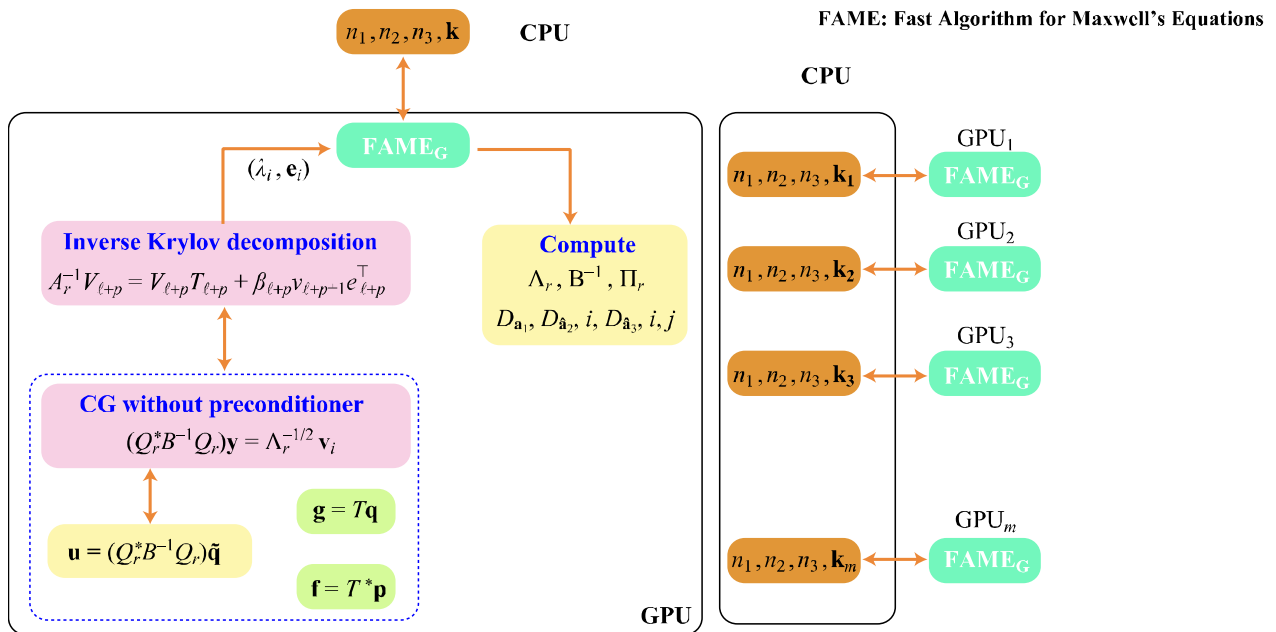 FAME: Fast Algorithm for Maxwell's Equations
n₁, n₂, n₃, k
CPU
FAME_G
(λ̂ᵢ, eᵢ)
Inverse Krylov decomposition
A_r^{-1} V_{ℓ+p} = V_{ℓ+p} T_{ℓ+p} + β_{ℓ+p} v_{ℓ+p+1} e_{ℓ+p}^⊤
Compute
Λ_r, B^{-1}, Π_r
D_{a₁}, D_{â₂}, i, D_{â₃}, i, j
CG without preconditioner
(Q_r^* B^{-1} Q_r)y = Λ_r^{-1/2} v_i
g = Tq
u = (Q_r^* B^{-1} Q_r)q̃
f = T^*p
GPU
CPU
GPU₁
n₁, n₂, n₃, k₁
FAME_G
GPU₂
n₁, n₂, n₃, k₂
FAME_G
GPU₃
n₁, n₂, n₃, k₃
FAME_G
GPU_m
n₁, n₂, n₃, k_m
FAME_G